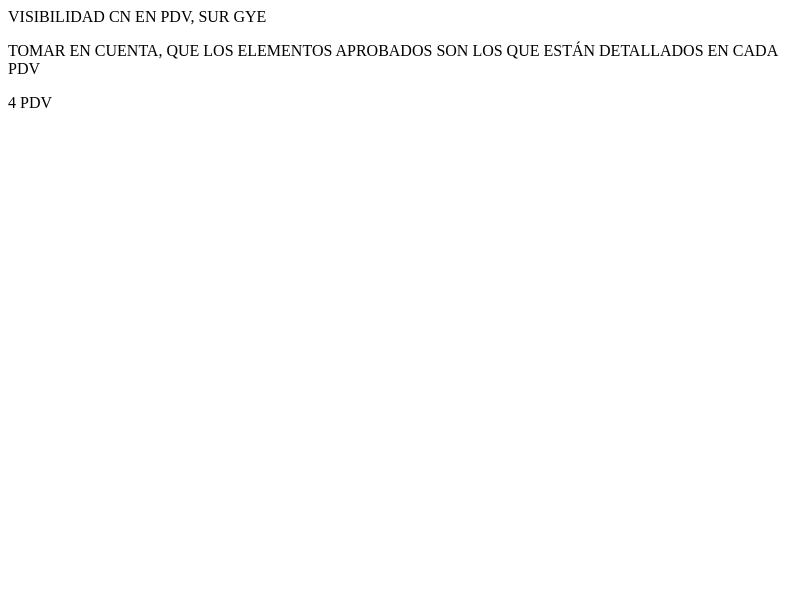 VISIBILIDAD CN EN PDV, SUR GYE
TOMAR EN CUENTA, QUE LOS ELEMENTOS APROBADOS SON LOS QUE ESTÁN DETALLADOS EN CADA
PDV
4 PDV